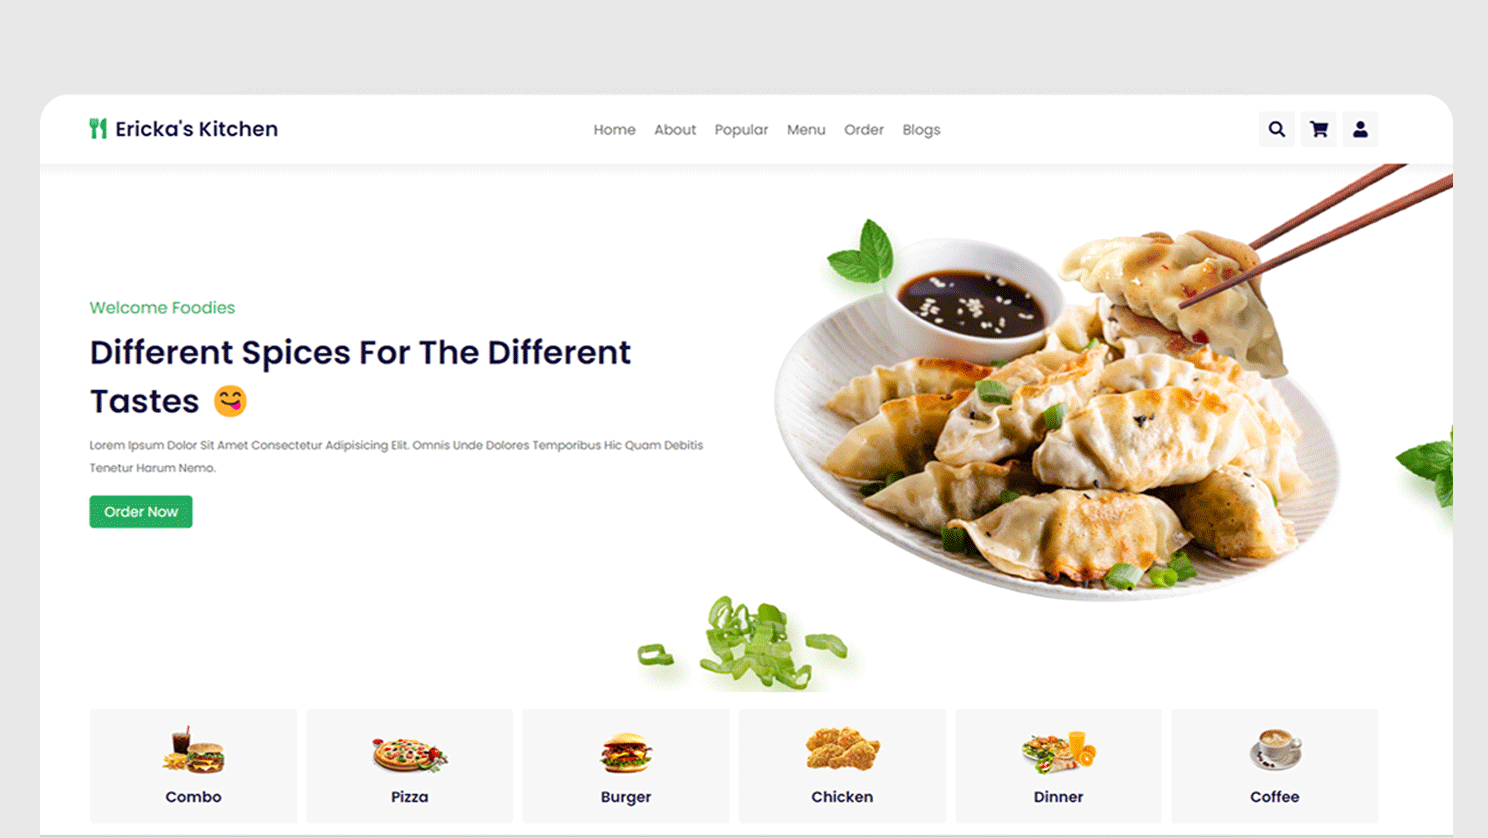 Ericka's Kitchen
Home About Popular Menu Order Blogs
Welcome Foodies
Different Spices For The Different
Tastes 😋
Lorem Ipsum Dolor Sit Amet Consectetur Adipisicing Elit. Omnis Unde Dolores Temporibus Hic Quam Debitis
Tenetur Harum Nemo.
Order Now
Combo Pizza Burger Chicken Dinner Coffee